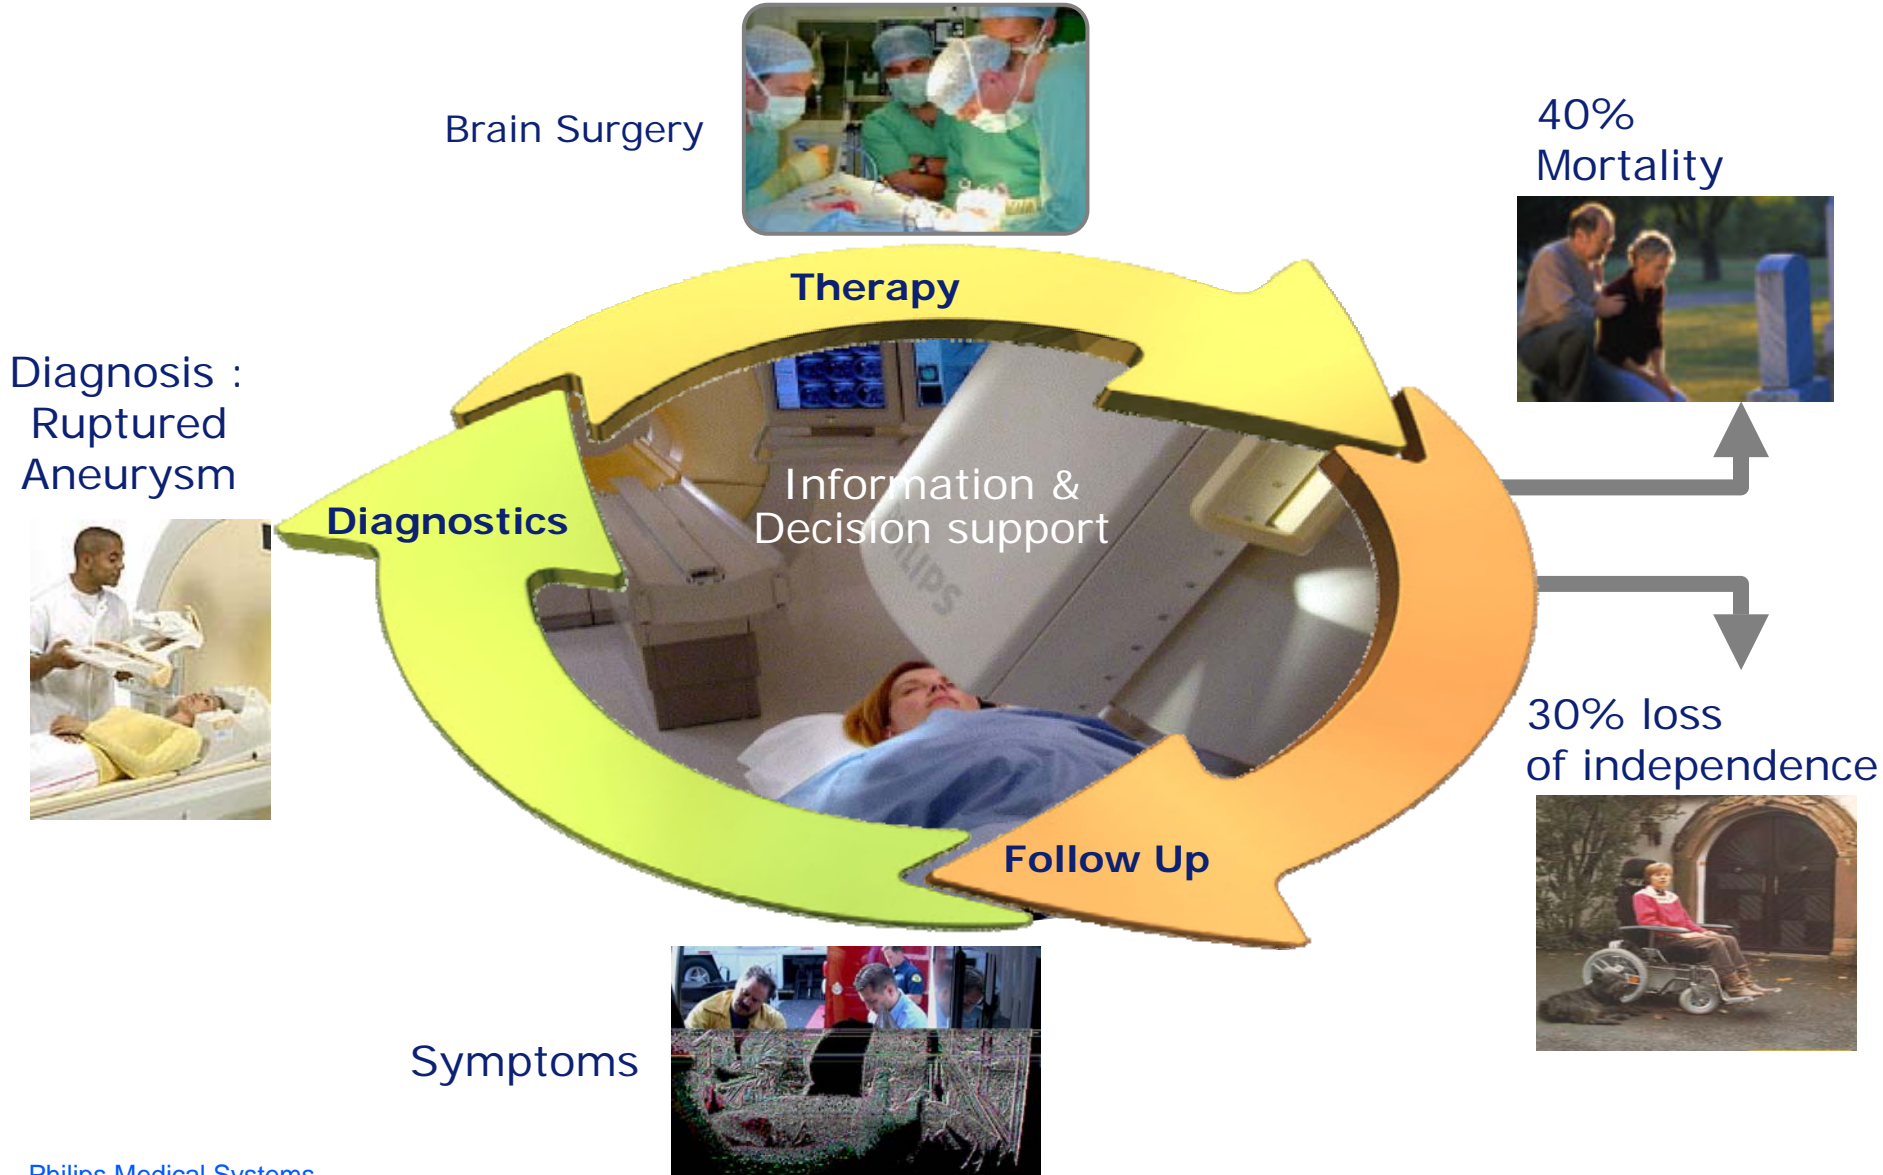 Brain Surgery
40%
Mortality
Therapy
Diagnosis :
Ruptured
Aneurysm
Information &
Decision support
Diagnostics
PHILIPS
30% loss
of independence
Follow Up
Symptoms
Philips Medical Systems